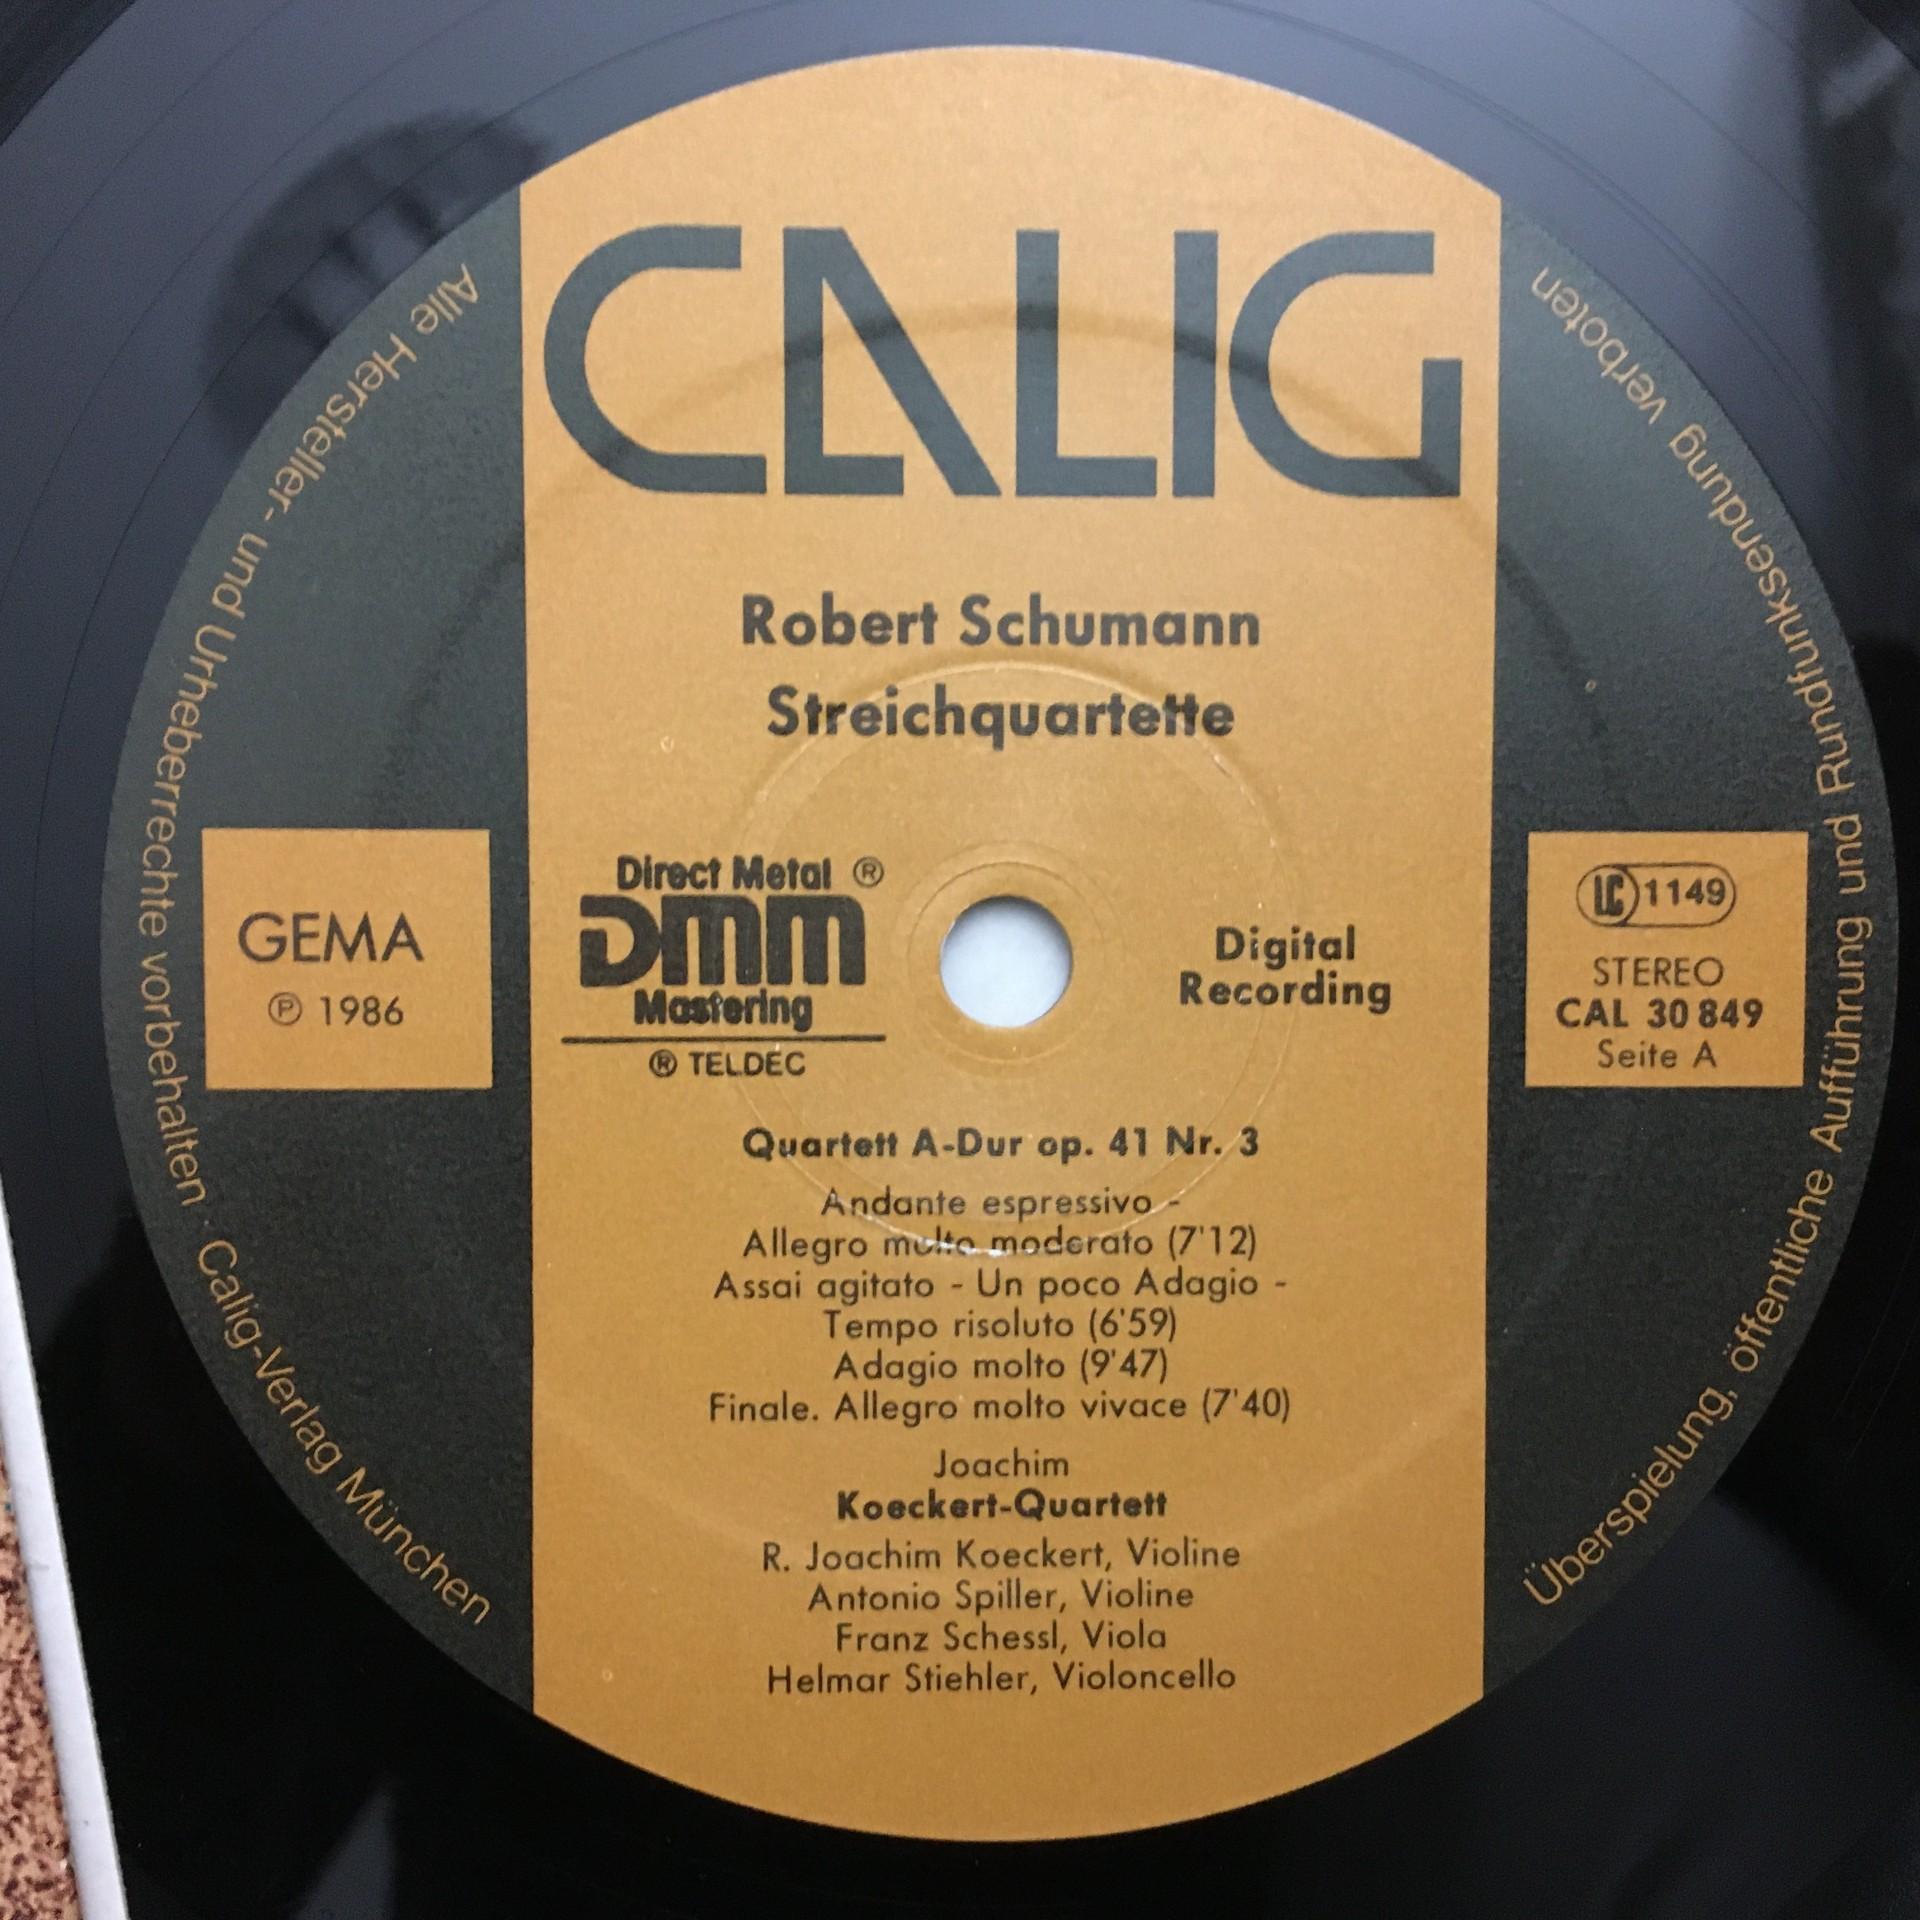 CALIG
Robert Schumann
Streichquartette
GEMA
℗ 1986
Direct Metal ®
DMM
Mastering
® TELDEC
Digital
Recording
LC 1149
STEREO
CAL 30 849
Seite A
Quartett A-Dur op. 41 Nr. 3
Andante espressivo -
Allegro molto moderato (7'12)
Assai agitato - Un poco Adagio -
Tempo risoluto (6'59)
Adagio molto (9'47)
Finale. Allegro molto vivace (7'40)
Joachim
Koeckert-Quartett
R. Joachim Koeckert, Violine
Antonio Spiller, Violine
Franz Schessl, Viola
Helmar Stiehler, Violoncello
Alle Hersteller- und Urheberrechte vorbehalten · Calig-Verlag München
Überspielung, öffentliche Aufführung und Rundfunksendung verboten